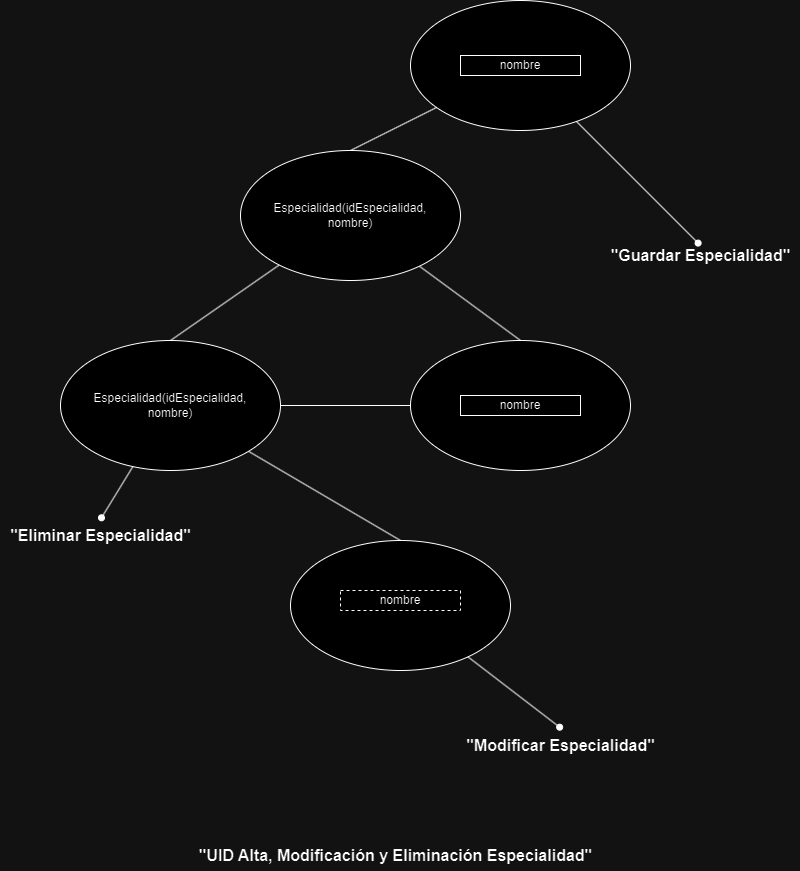 nombre
Especialidad(idEspecialidad,
nombre)
"Guardar Especialidad"
Especialidad(idEspecialidad,
nombre)
nombre
"Eliminar Especialidad"
nombre
"Modificar Especialidad"
"UID Alta, Modificación y Eliminación Especialidad"